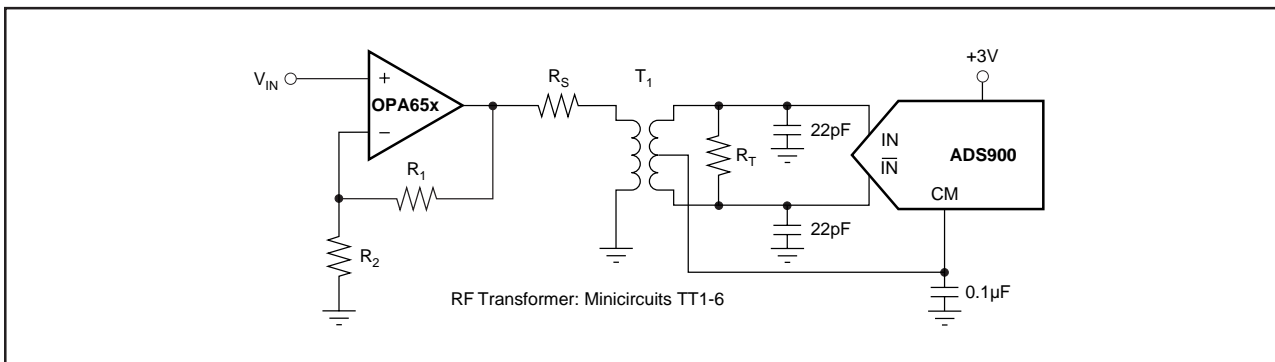 +3V
R_S
T_1
V_IN
+
OPA65x
–
22pF
IN
I̅N̅
ADS900
R_T
R_1
CM
22pF
R_2
0.1µF
RF Transformer: Minicircuits TT1-6